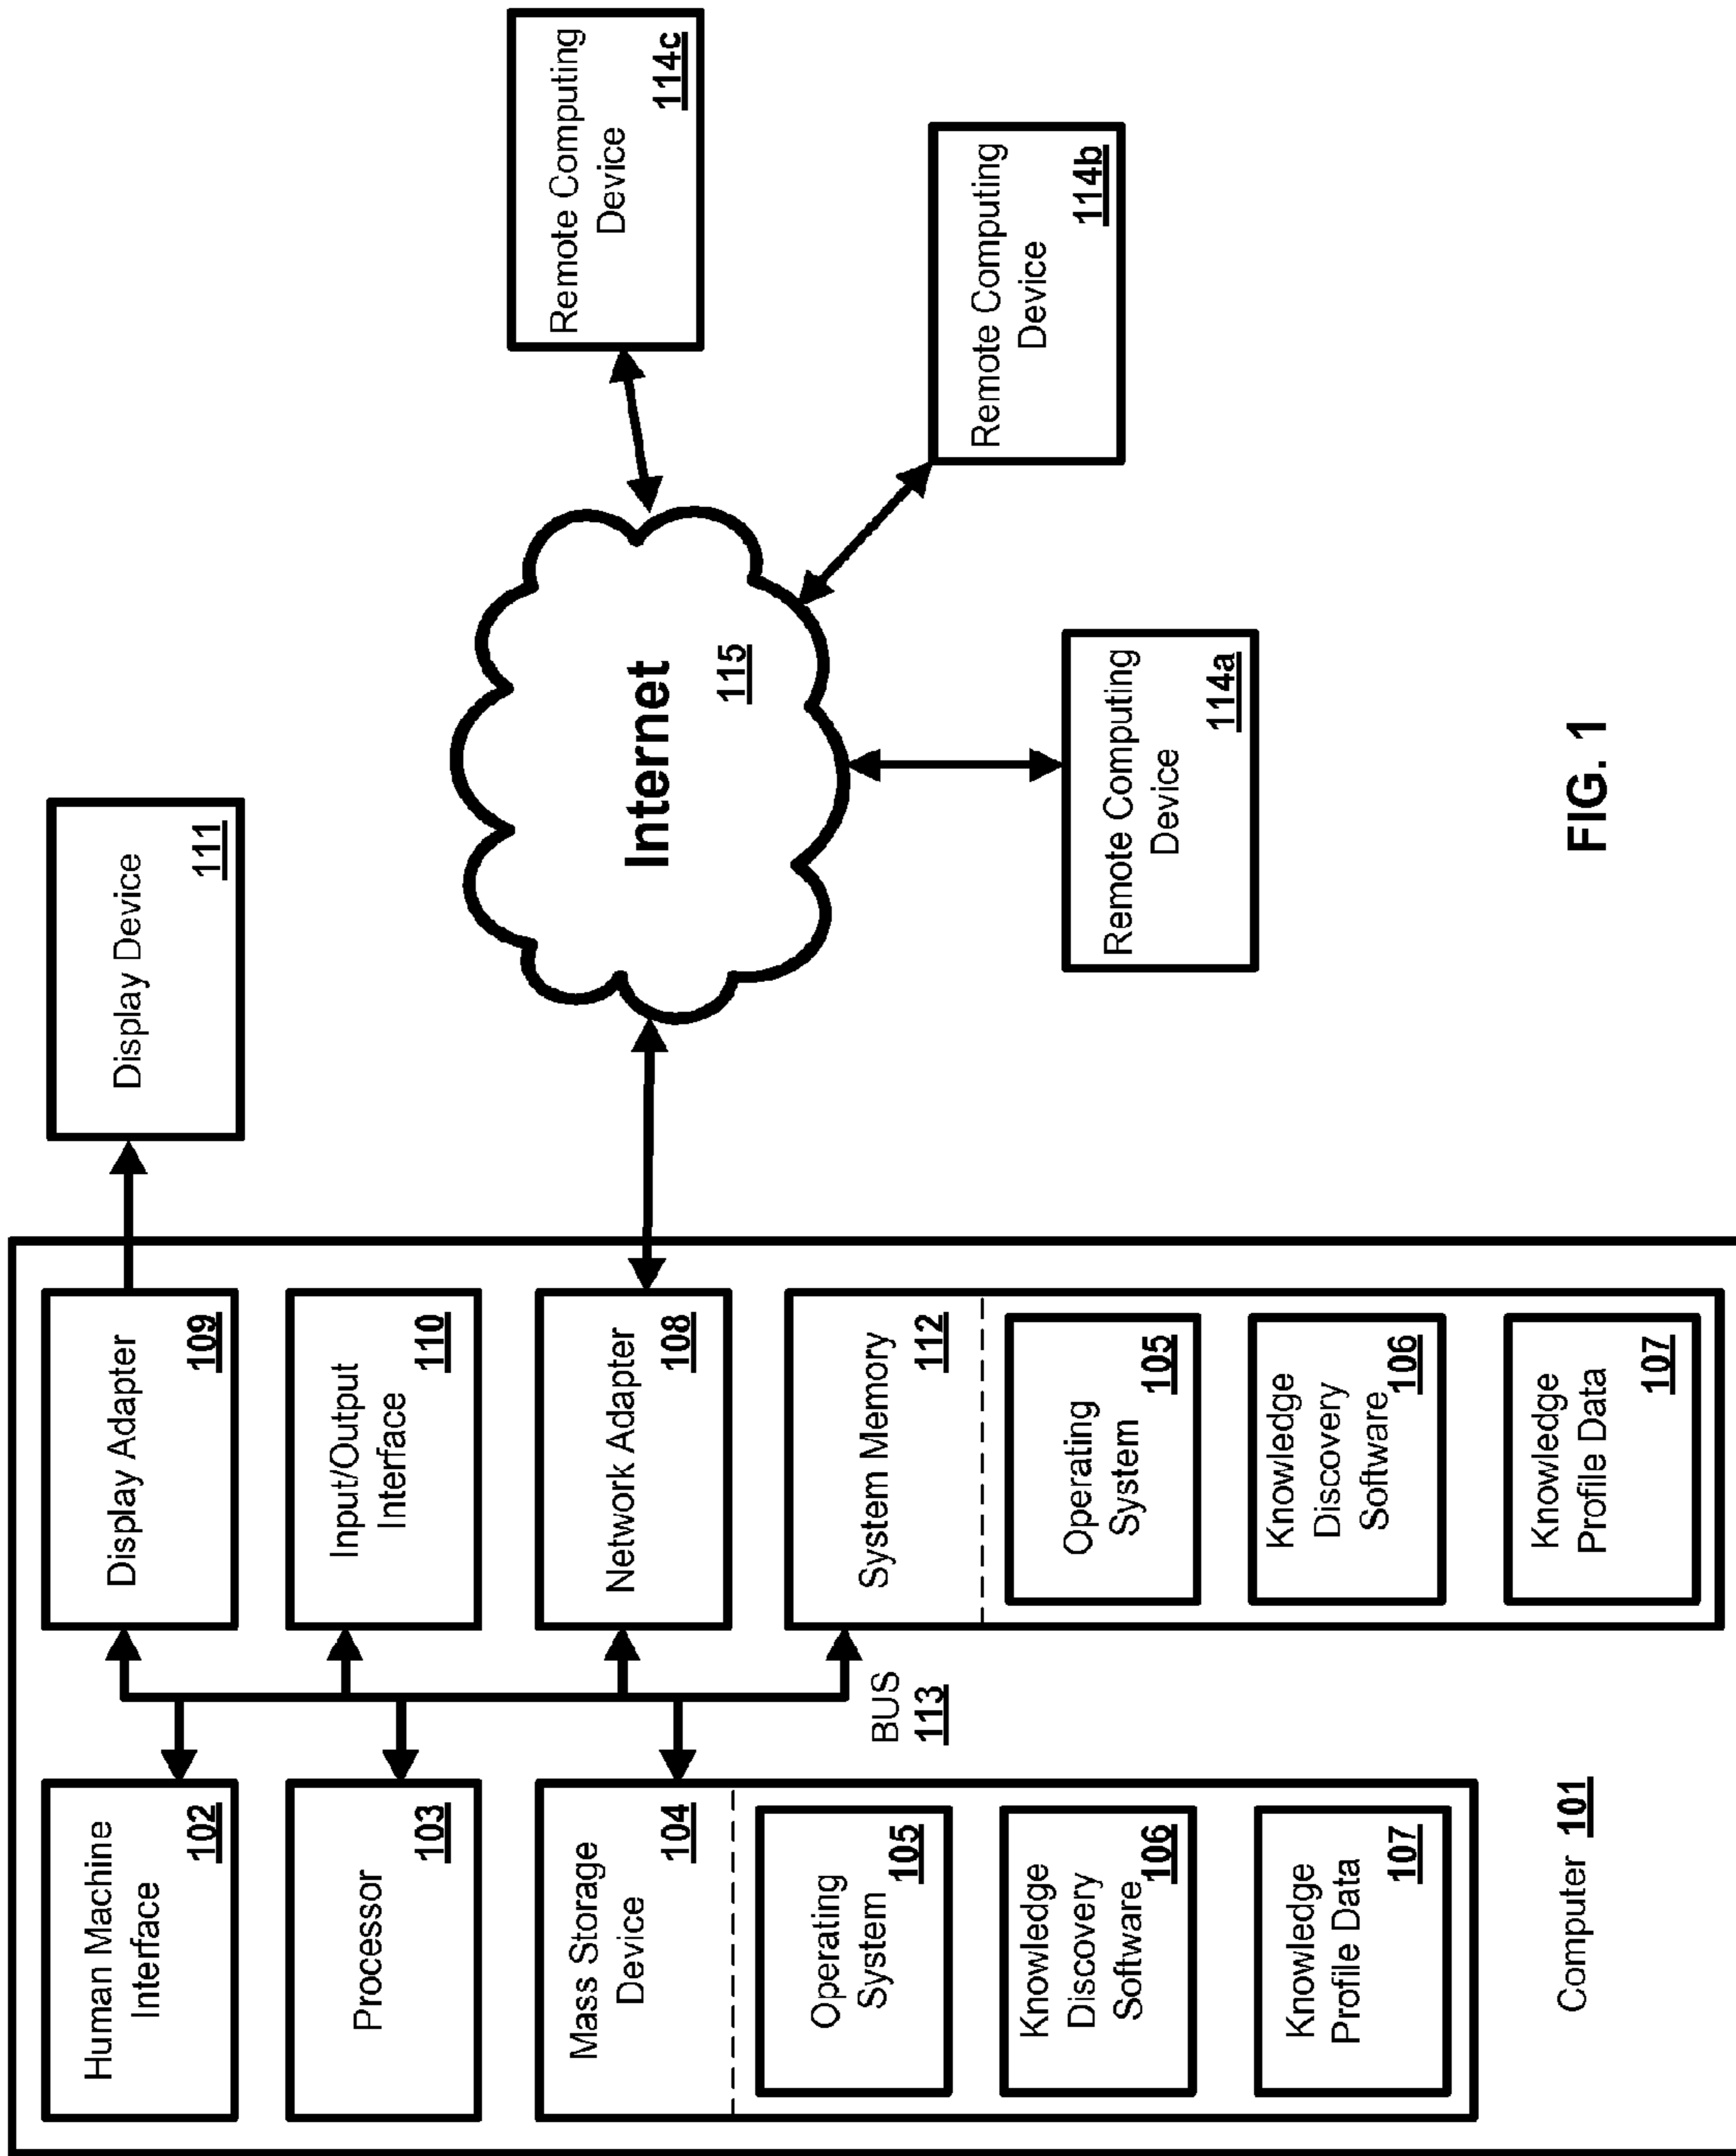 Human Machine
Interface
102
Processor
103
Mass Storage
Device
104
Operating
System
105
Knowledge
Discovery
Software
106
Knowledge
Profile Data
107
Computer 101
BUS
113
Display Adapter
109
Input/Output
Interface
110
Network Adapter
108
System Memory
112
Operating
System
105
Knowledge
Discovery
Software
106
Knowledge
Profile Data
107
Display Device
111
Internet
115
Remote Computing
Device
114a
Remote Computing
Device
114b
Remote Computing
Device
114c
FIG. 1